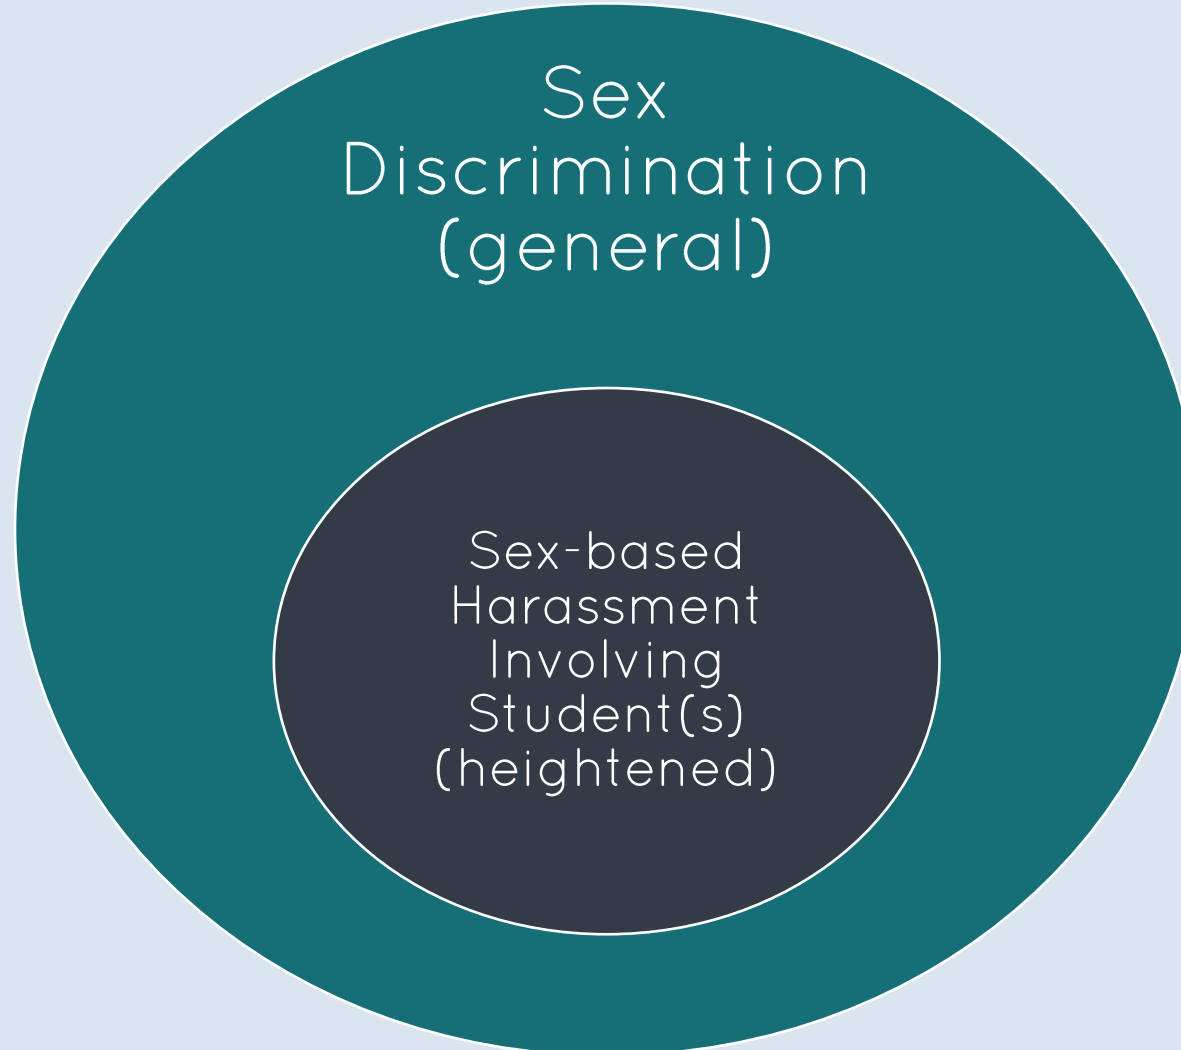 Sex
Discrimination
(general)
Sex-based
Harassment
Involving
Student(s)
(heightened)